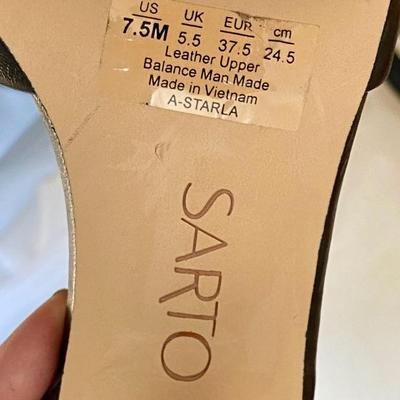 US UK EUR cm
7.5M 5.5 37.5 24.5
Leather Upper
Balance Man Made
Made in Vietnam
A-STARLA
SARTO